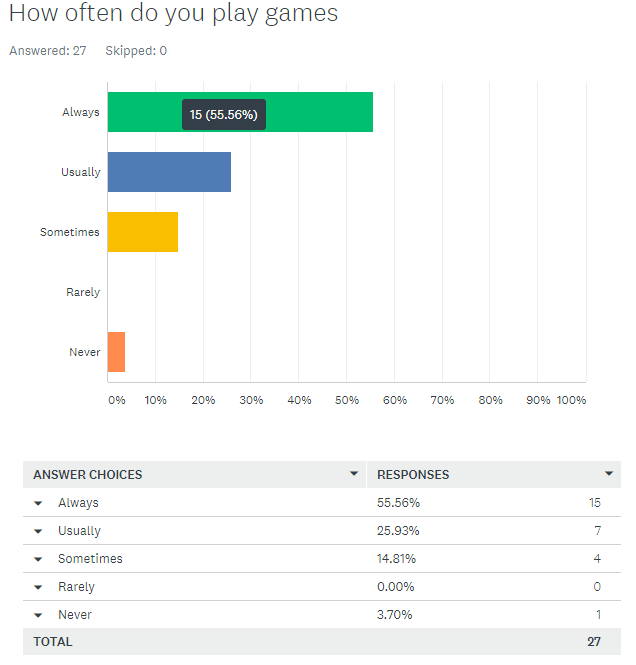 How often do you play games
Answered: 27 Skipped: 0
Always
15 (55.56%)
Usually
Sometimes
Rarely
Never
0% 10% 20% 30% 40% 50% 60% 70% 80% 90% 100%
ANSWER CHOICES RESPONSES
Always 55.56% 15
Usually 25.93% 7
Sometimes 14.81% 4
Rarely 0.00% 0
Never 3.70% 1
TOTAL 27